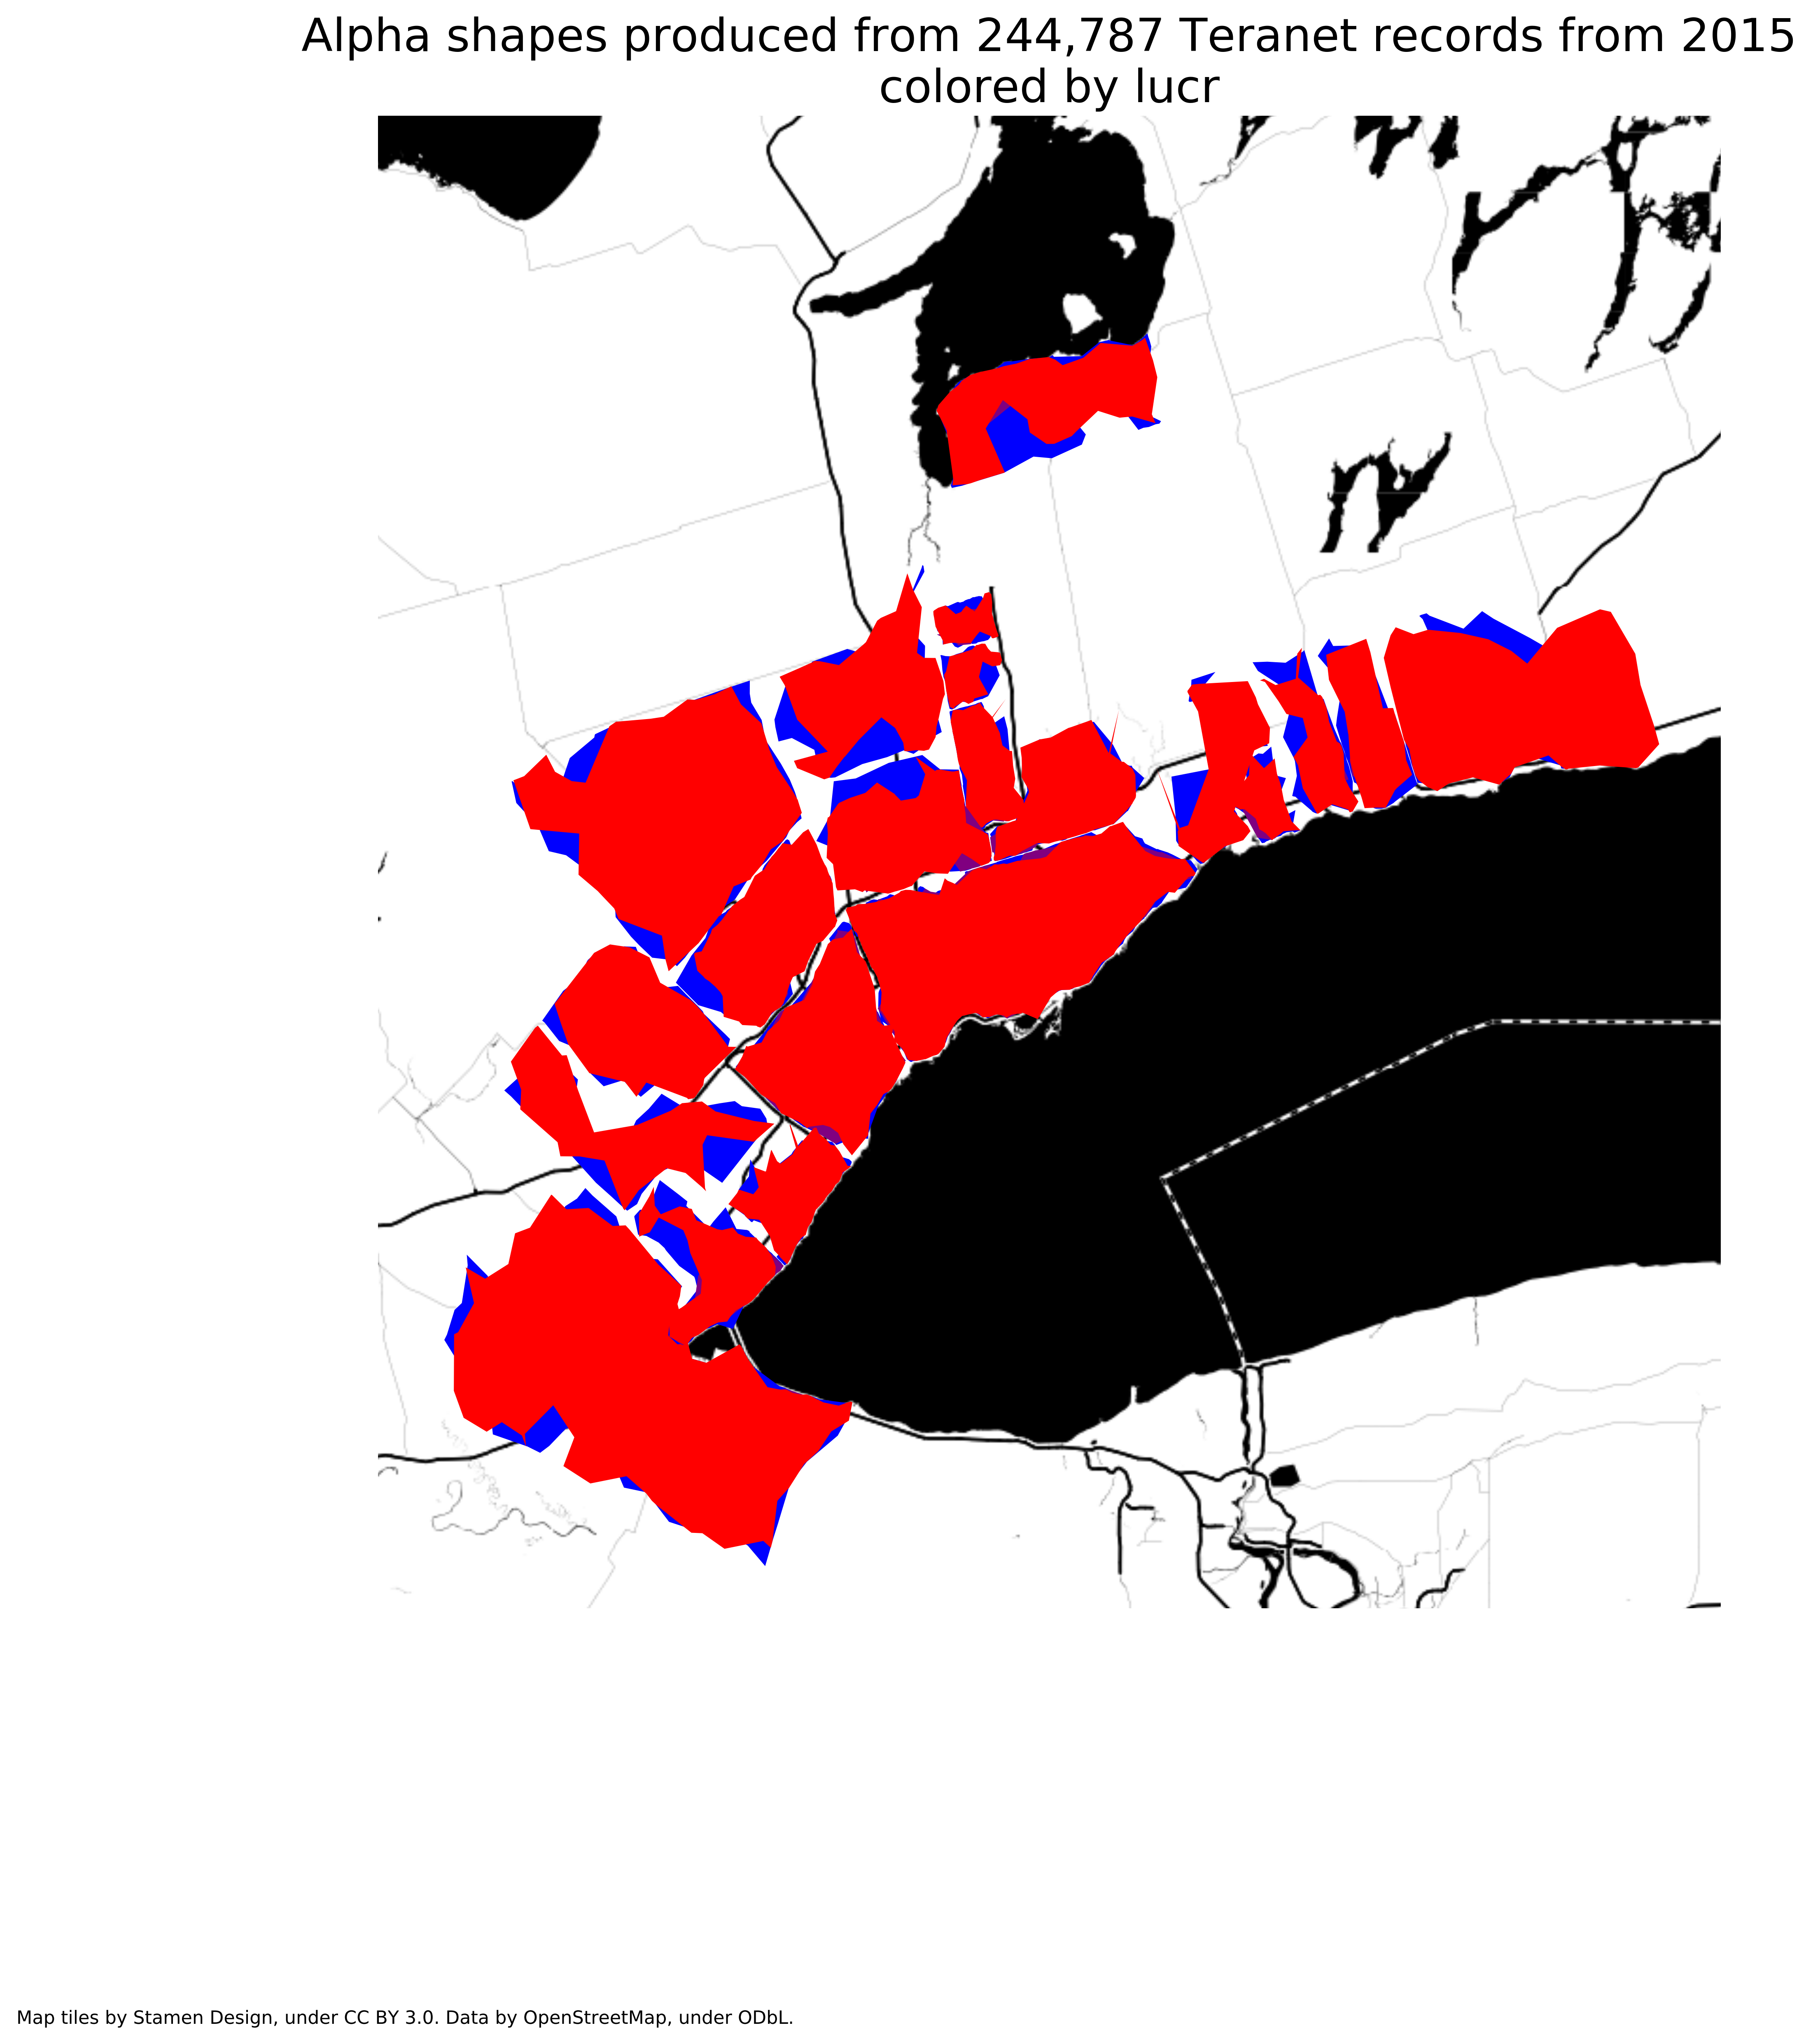 Alpha shapes produced from 244,787 Teranet records from 2015
colored by lucr
Map tiles by Stamen Design, under CC BY 3.0. Data by OpenStreetMap, under ODbL.